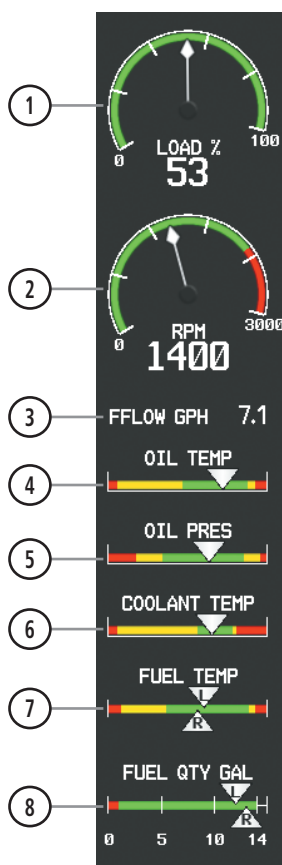 1
0
100
LOAD %
53
2
0
3000
RPM
1400
3
FFLOW GPH 7.1
OIL TEMP
4
OIL PRES
5
COOLANT TEMP
6
FUEL TEMP
L
7
R
FUEL QTY GAL
L
8
R
0 5 10 14